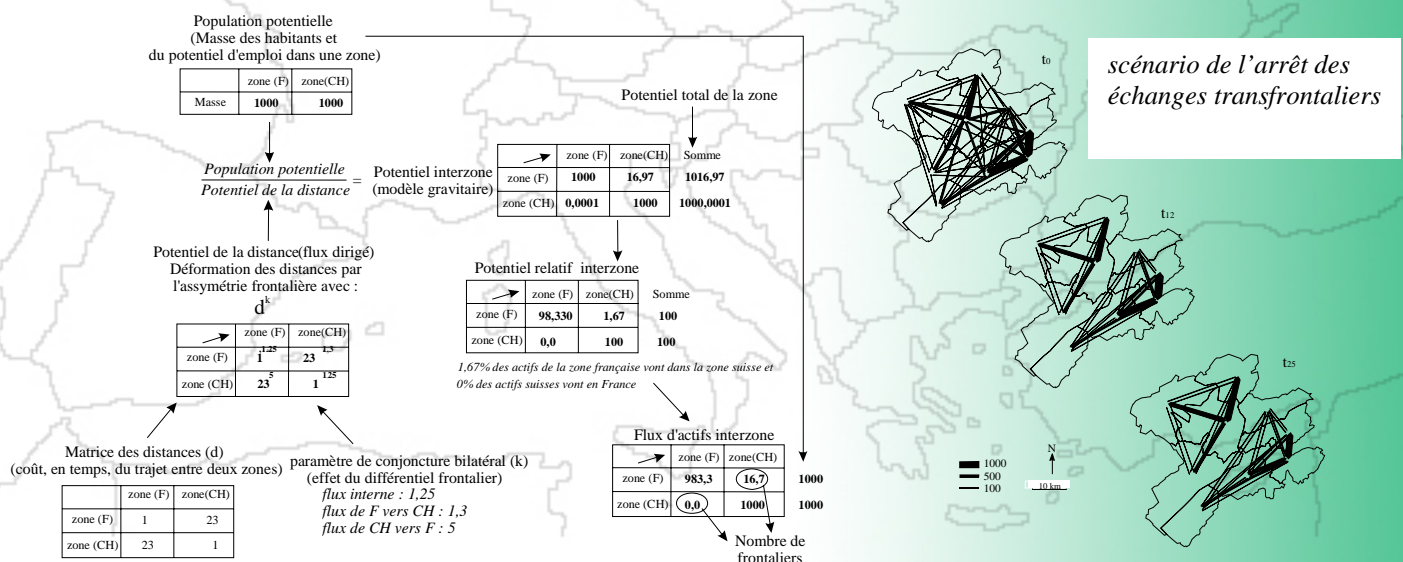 Population potentielle
(Masse des habitants et
du potentiel d'emploi dans une zone)
zone (F) zone(CH)
Masse 1000 1000
Population potentielle
Potentiel de la distance =
Potentiel de la distance(flux dirigé)
Déformation des distances par
l'assymétrie frontalière avec :
d^k
zone (F) zone(CH)
zone (F) 1^1,25 23^1,3
zone (CH) 23^5 1^125
Matrice des distances (d)
(coût, en temps, du trajet entre deux zones)
zone (F) zone(CH)
zone (F) 1 23
zone (CH) 23 1
paramètre de conjoncture bilatéral (k)
(effet du différentiel frontalier)
flux interne : 1,25
flux de F vers CH : 1,3
flux de CH vers F : 5
Potentiel total de la zone
Potentiel interzone
(modèle gravitaire)
zone (F) zone(CH) Somme
zone (F) 1000 16,97 1016,97
zone (CH) 0,0001 1000 1000,0001
Potentiel relatif interzone
zone (F) zone(CH) Somme
zone (F) 98,330 1,67 100
zone (CH) 0,0 100 100
1,67% des actifs de la zone française vont dans la zone suisse et
0% des actifs suisses vont en France
Flux d'actifs interzone
zone (F) zone(CH)
zone (F) 983,3 16,7 1000
zone (CH) 0,0 1000 1000
Nombre de
frontaliers
scénario de l'arrêt des
échanges transfrontaliers
t0
t12
t25
1000
500
100
N
10 km